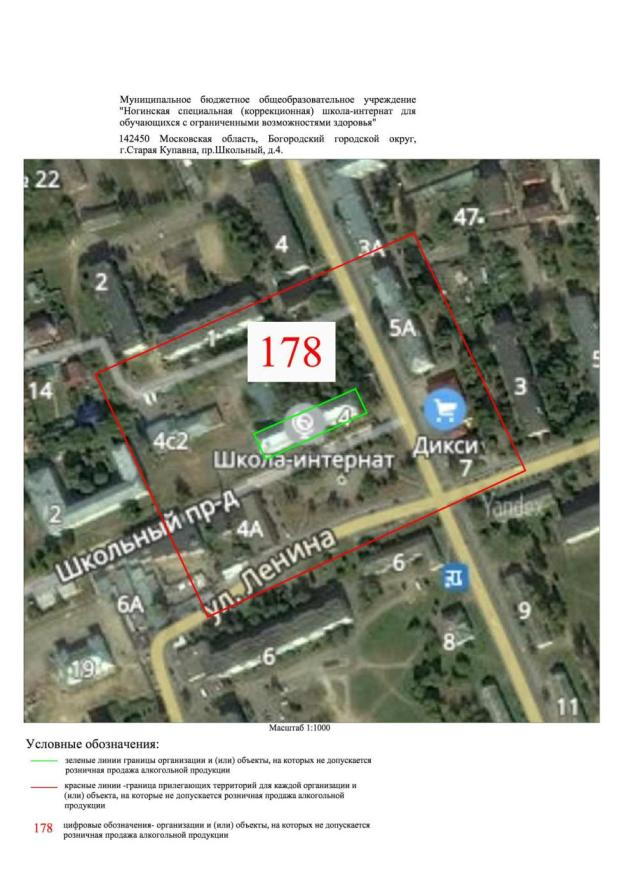 Муниципальное бюджетное общеобразовательное учреждение
"Ногинская специальная (коррекционная) школа-интернат для
обучающихся с ограниченными возможностями здоровья"
142450 Московская область, Богородский городской округ,
г.Старая Купавна, пр.Школьный, д.4.
22
47
4
3А
2
1
178
5А
3
5
14
4
4с2
Школа-интернат
Дикси
7
2
Школьный пр-д
4А
Yandex
ул. Ленина
6
6А
9
8
6
19
11
Масштаб 1:1000
Условные обозначения:
зеленые линии границы организации и (или) объекты, на которых не допускается
розничная продажа алкогольной продукции
красные линии -граница прилегающих территорий для каждой организации и
(или) объекта, на которые не допускается розничная продажа алкогольной
продукции
178 цифровые обозначения- организации и (или) объекты, на которых не допускается
розничная продажа алкогольной продукции